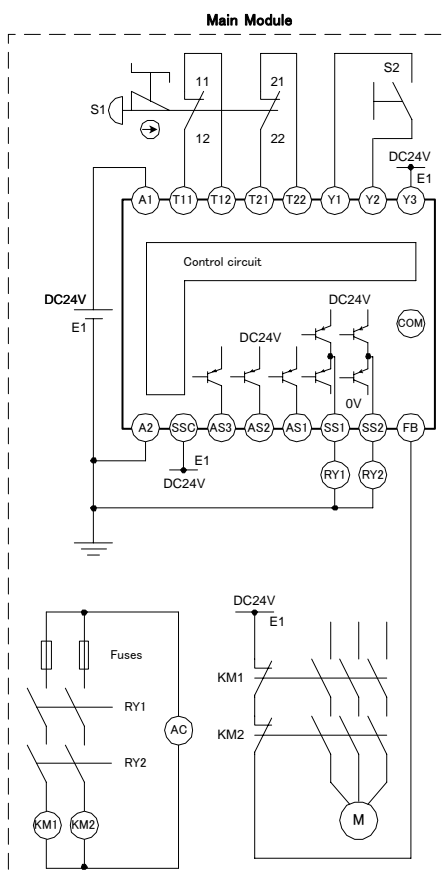 Main Module
11
21
S2
S1
12
22
DC24V
E1
A1
T11
T12
T21
T22
Y1
Y2
Y3
Control circuit
DC24V
E1
DC24V
DC24V
COM
0V
A2
SSC
AS3
AS2
AS1
SS1
SS2
FB
E1
DC24V
RY1
RY2
DC24V
E1
Fuses
KM1
RY1
AC
KM2
RY2
KM1
KM2
M